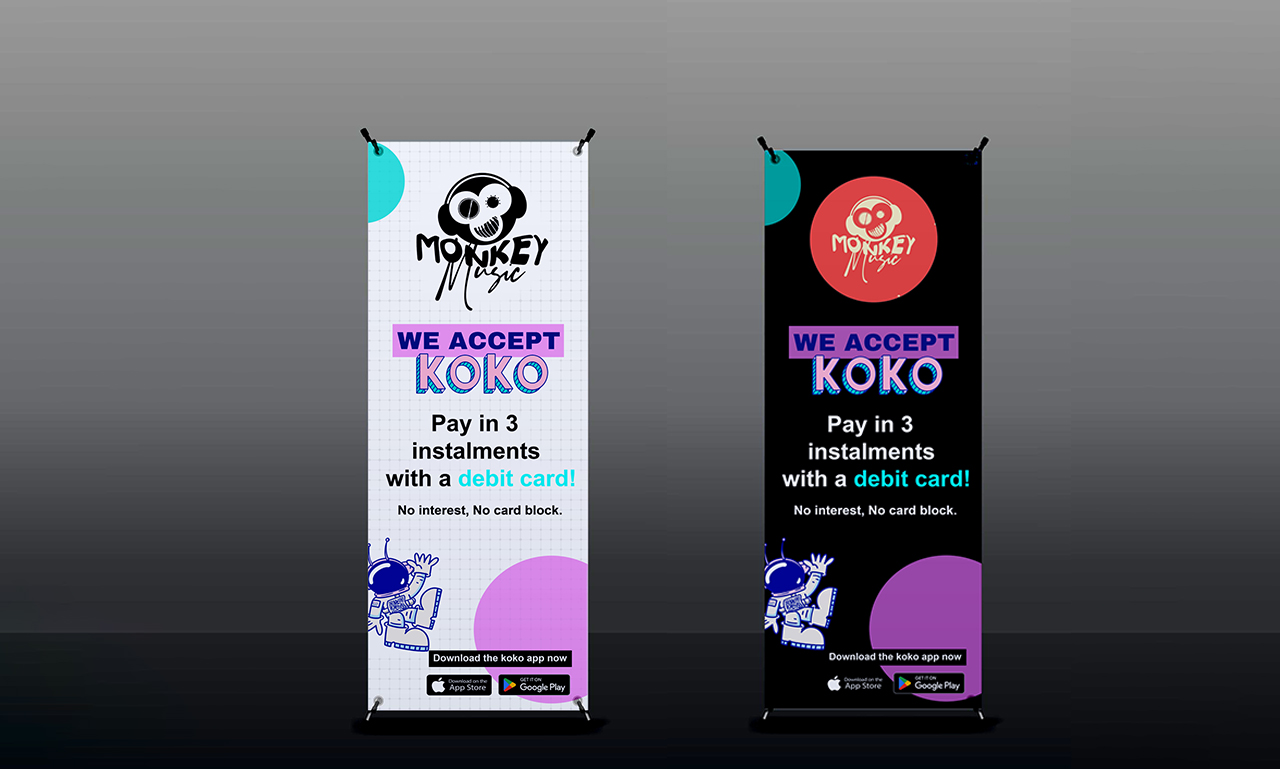 MONKEY
Music
WE ACCEPT
KOKO
Pay in 3
instalments
with a debit card!
No interest, No card block.
Download the koko app now
Download on the
App Store
GET IT ON
Google Play
MONKEY
Music
WE ACCEPT
KOKO
Pay in 3
instalments
with a debit card!
No interest, No card block.
Download the koko app now
Download on the
App Store
GET IT ON
Google Play